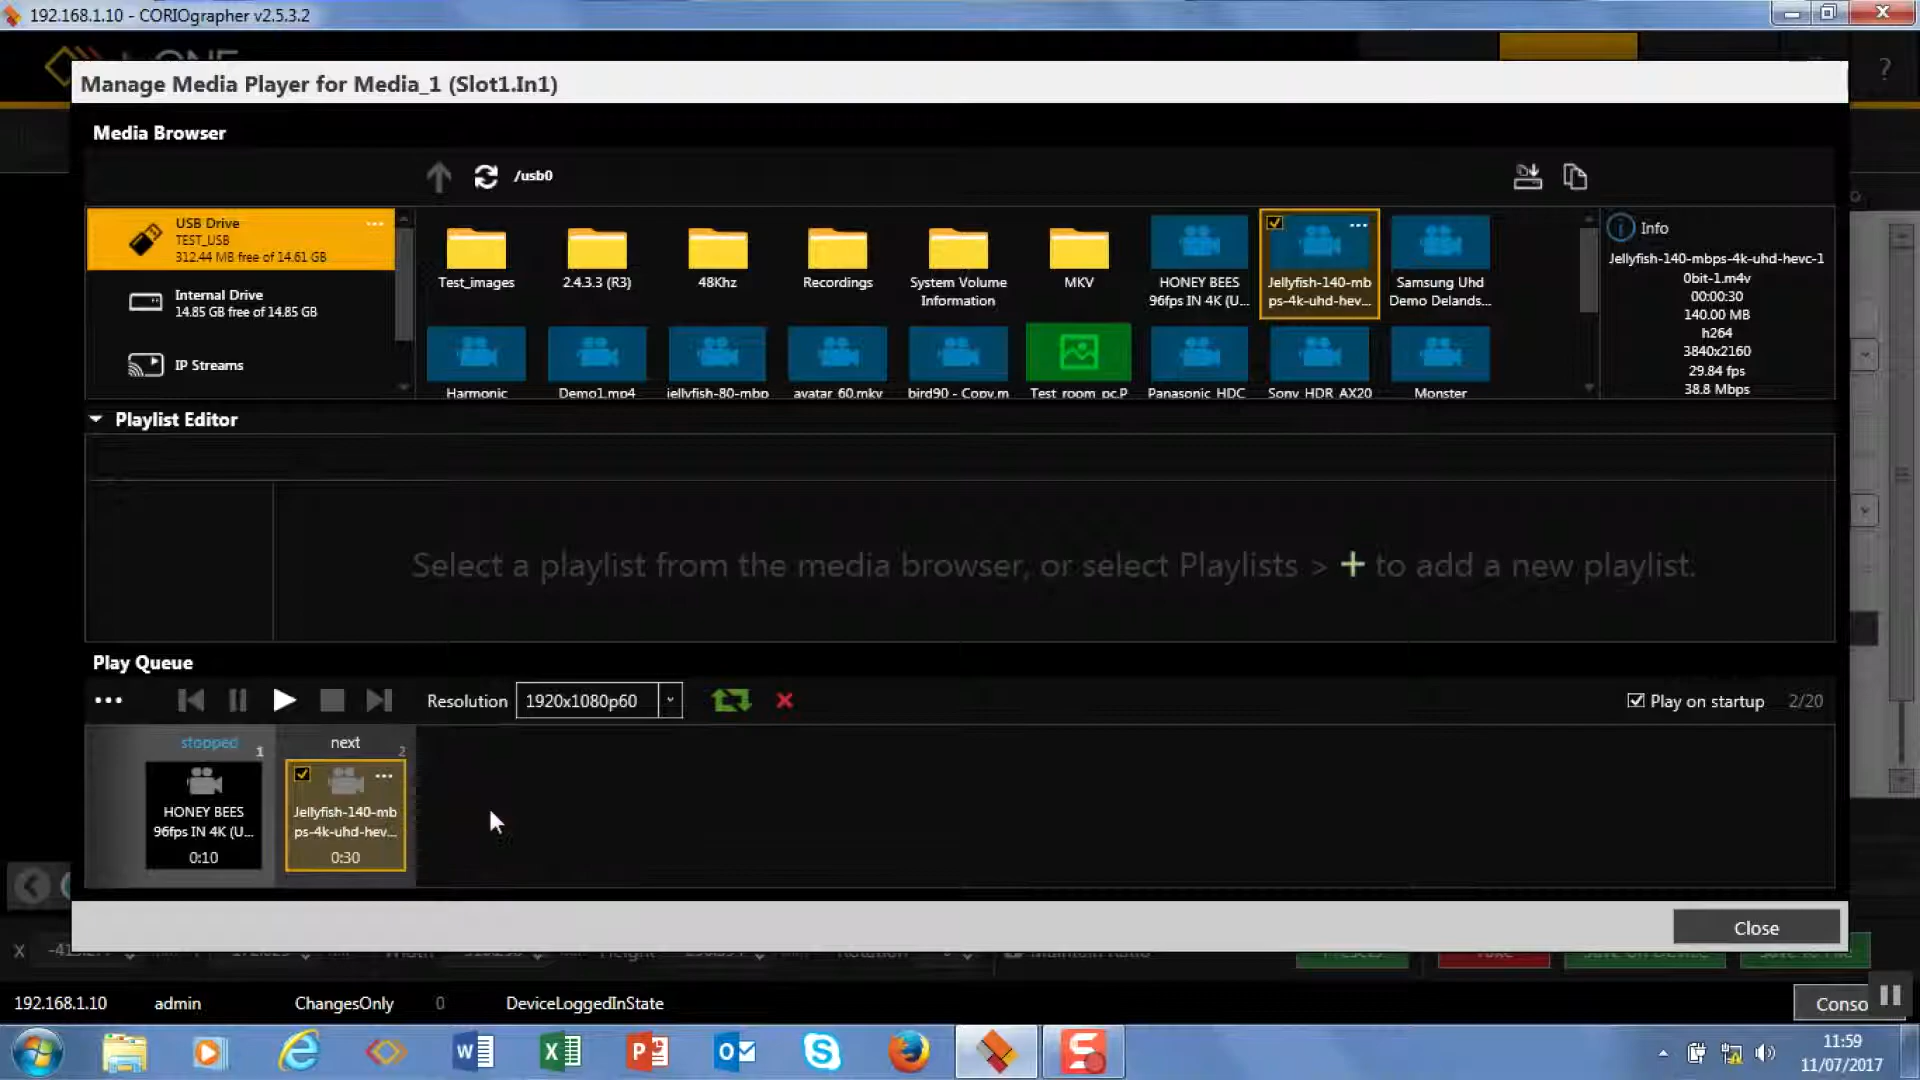 192.168.1.10 - CORIOgrapher v2.5.3.2
?
Manage Media Player for Media_1 (Slot1.In1)
Media Browser
/usb0
USB Drive
TEST_USB
312.44 MB free of 14.61 GB
Internal Drive
14.85 GB free of 14.85 GB
IP Streams
Test_images
2.4.3.3 (R3)
48Khz
Recordings
System Volume
Information
MKV
HONEY BEES
96fps IN 4K (U...
Jellyfish-140-mb
ps-4k-uhd-hev...
Samsung Uhd
Demo Delands...
Harmonic
Demo1.mp4
jellyfish-80-mbp
avatar 60.mkv
bird90 - Copy.m
Test room pc.P
Panasonic HDC
Sony HDR AX20
Monster
Info
Jellyfish-140-mbps-4k-uhd-hevc-1
0bit-1.m4v
00:00:30
140.00 MB
h264
3840x2160
29.84 fps
38.8 Mbps
Playlist Editor
Select a playlist from the media browser, or select Playlists > + to add a new playlist.
Play Queue
Resolution 1920x1080p60
Play on startup 2/20
stopped 1
HONEY BEES
96fps IN 4K (U...
0:10
next 2
Jellyfish-140-mb
ps-4k-uhd-hev...
0:30
Close
X
192.168.1.10 admin ChangesOnly 0 DeviceLoggedInState
Conso
11:59
11/07/2017